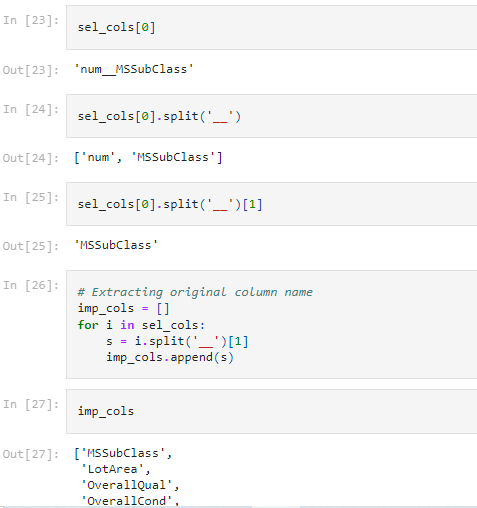 In [23]: sel_cols[0]
Out[23]: 'num__MSSubClass'
In [24]: sel_cols[0].split('__')
Out[24]: ['num', 'MSSubClass']
In [25]: sel_cols[0].split('__')[1]
Out[25]: 'MSSubClass'
In [26]: # Extracting original column name
imp_cols = []
for i in sel_cols:
    s = i.split('__')[1]
    imp_cols.append(s)
In [27]: imp_cols
Out[27]: ['MSSubClass',
 'LotArea',
 'OverallQual',
 'OverallCond',